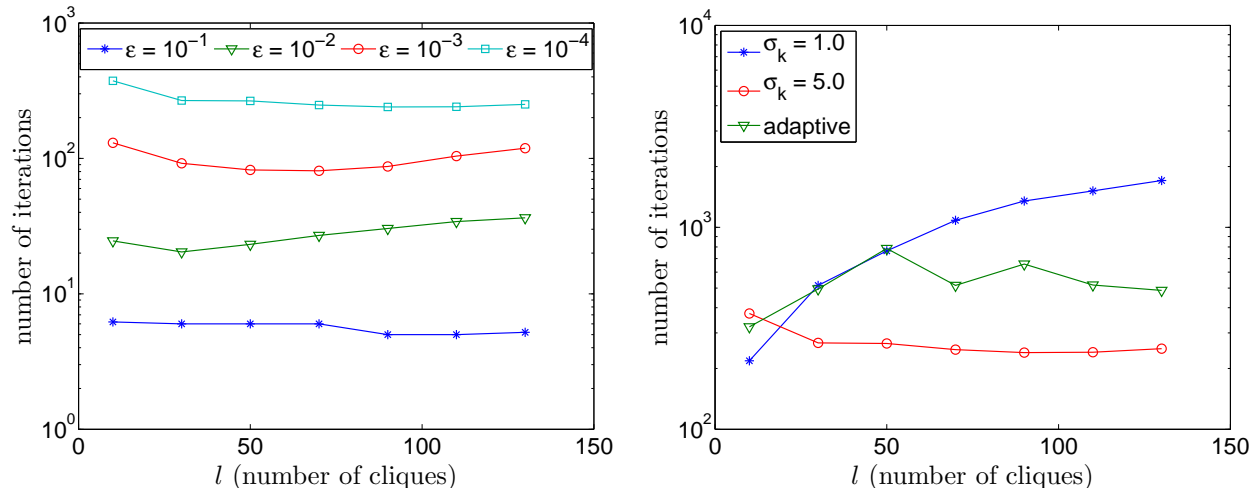 10^3
ε = 10^{-1} ε = 10^{-2} ε = 10^{-3} ε = 10^{-4}
10^2
10^1
10^0
number of iterations
0 50 100 150
l (number of cliques)
10^4
σ_k = 1.0
σ_k = 5.0
adaptive
10^3
10^2
number of iterations
0 50 100 150
l (number of cliques)